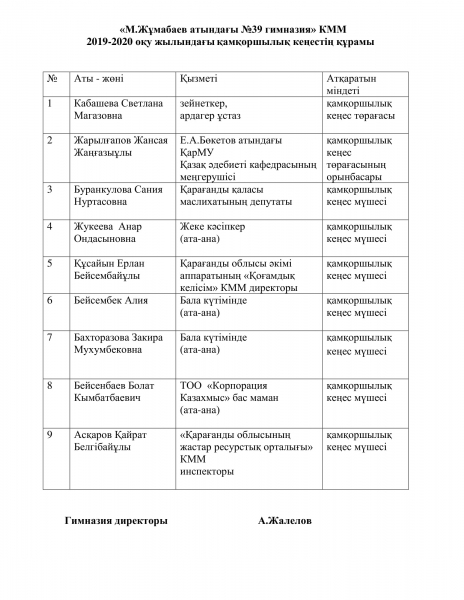 «М.Жұмабаев атындағы №39 гимназия» КММ
2019-2020 оқу жылындағы қамқоршылық кеңестің құрамы
№ Аты - жөні Қызметі Атқаратын
міндеті
1 Кабашева Светлана зейнеткер, қамқоршылық
Магазовна ардагер ұстаз кеңес төрағасы
2 Жарылғапов Жансая Е.А.Бөкетов атындағы қамқоршылық
Жаңғазыұлы ҚарМУ кеңес
Қазақ әдебиеті кафедрасының төрағасының
меңгерушісі орынбасары
3 Буранкулова Сания Қарағанды қаласы қамқоршылық
Нуртасовна маслихатының депутаты кеңес мүшесі
4 Жукеева Анар Жеке кәсіпкер қамқоршылық
Ондасыновна (ата-ана) кеңес мүшесі
5 Құсайын Ерлан Қарағанды облысы әкімі қамқоршылық
Бейсембайұлы аппаратының «Қоғамдық кеңес мүшесі
келісім» КММ директоры
6 Бейсембек Алия Бала күтімінде қамқоршылық
(ата-ана) кеңес мүшесі
7 Бахторазова Закира Бала күтімінде қамқоршылық
Мухумбековна (ата-ана) кеңес мүшесі
8 Бейсенбаев Болат ТОО «Корпорация қамқоршылық
Кымбатбаевич Казахмыс» бас маман кеңес мүшесі
(ата-ана)
9 Асқаров Қайрат «Қарағанды облысының қамқоршылық
Белгібайұлы жастар ресурстық орталығы» кеңес мүшесі
КММ
инспекторы
Гимназия директоры А.Жалелов